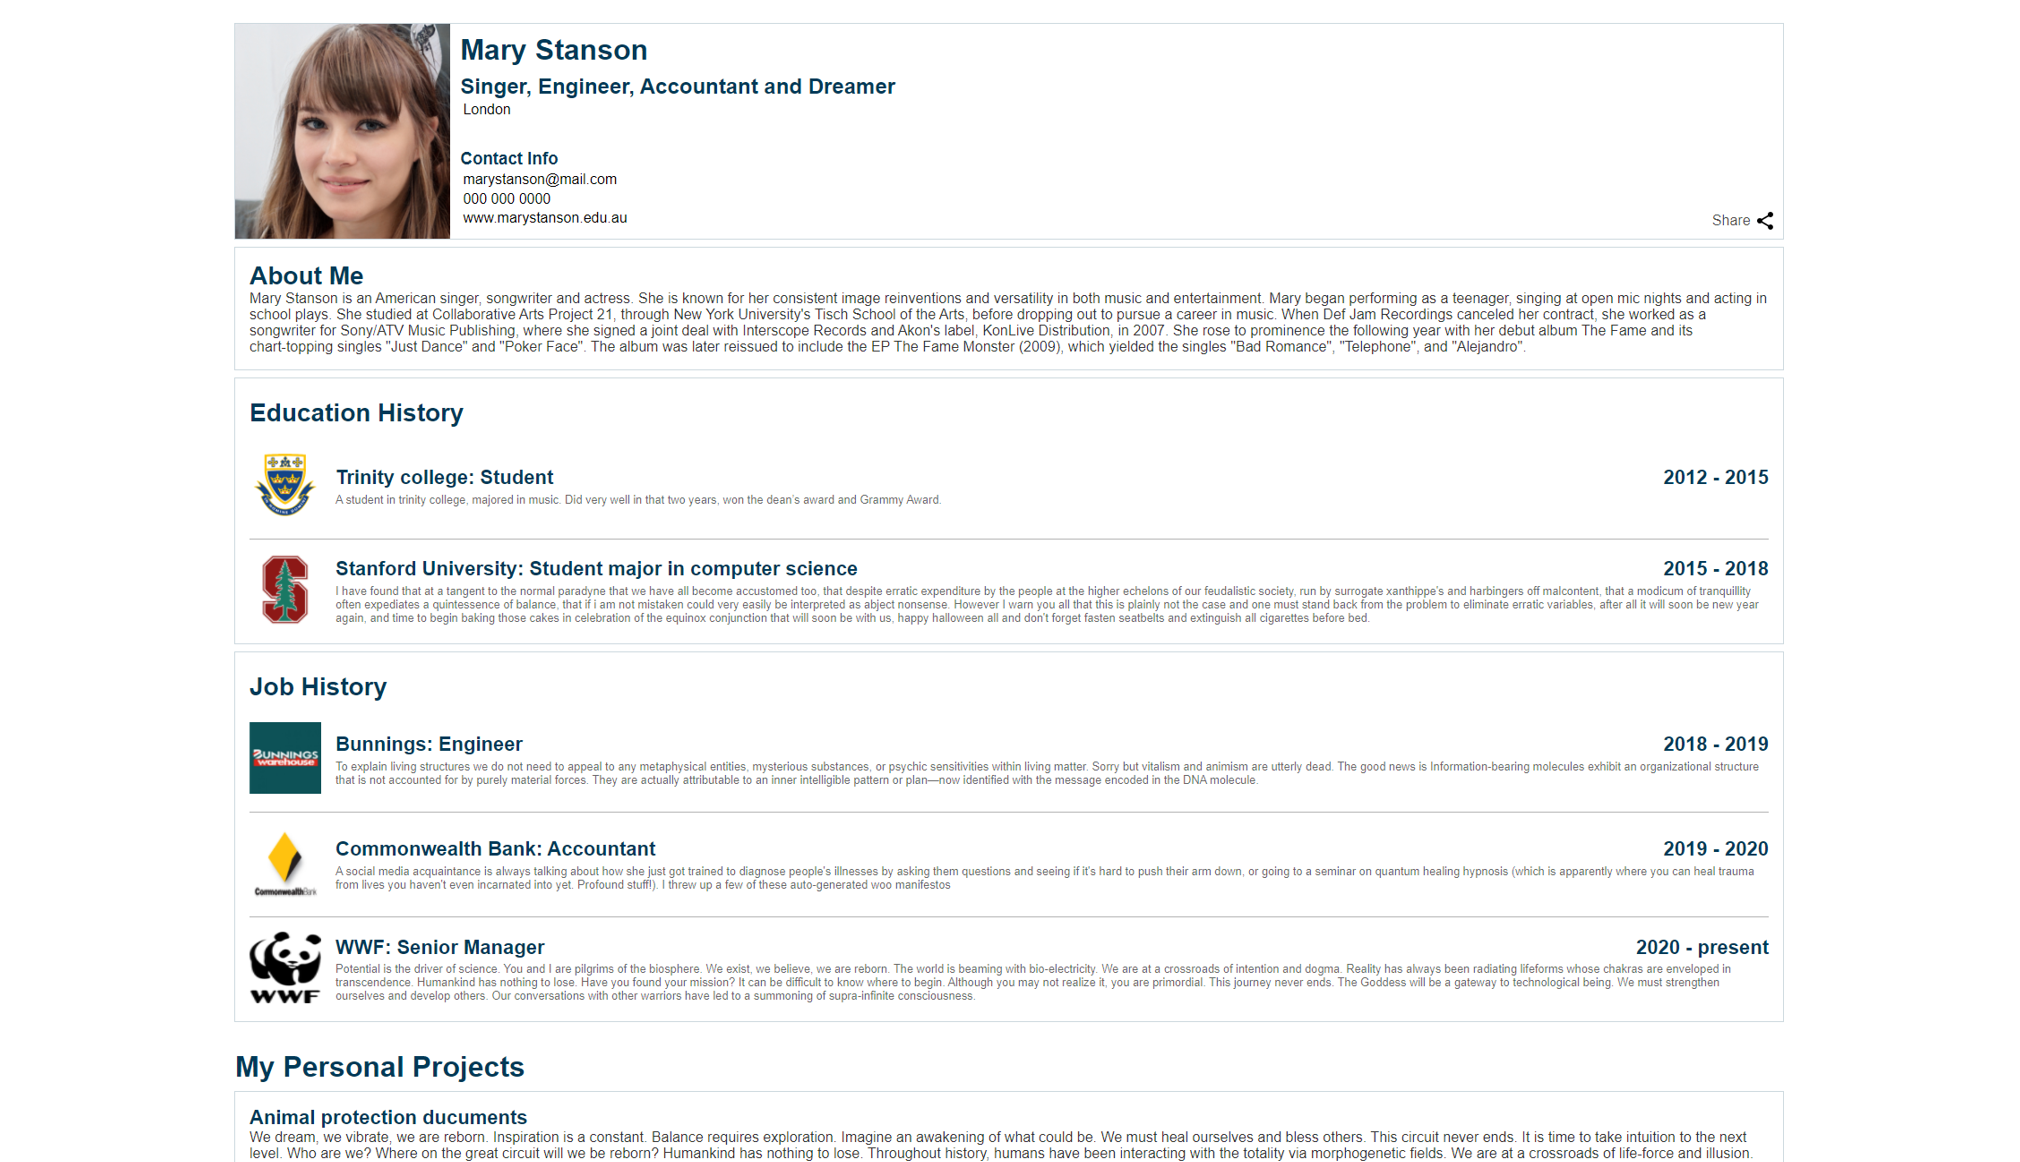 Mary Stanson
Singer, Engineer, Accountant and Dreamer
London
Contact Info
marystanson@mail.com
000 000 0000
www.marystanson.edu.au
Share
About Me
Mary Stanson is an American singer, songwriter and actress. She is known for her consistent image reinventions and versatility in both music and entertainment. Mary began performing as a teenager, singing at open mic nights and acting in
school plays. She studied at Collaborative Arts Project 21, through New York University's Tisch School of the Arts, before dropping out to pursue a career in music. When Def Jam Recordings canceled her contract, she worked as a
songwriter for Sony/ATV Music Publishing, where she signed a joint deal with Interscope Records and Akon's label, KonLive Distribution, in 2007. She rose to prominence the following year with her debut album The Fame and its
chart-topping singles "Just Dance" and "Poker Face". The album was later reissued to include the EP The Fame Monster (2009), which yielded the singles "Bad Romance", "Telephone", and "Alejandro".
Education History
Trinity college: Student
2012 - 2015
A student in trinity college, majored in music. Did very well in that two years, won the dean's award and Grammy Award.
Stanford University: Student major in computer science
2015 - 2018
I have found that at a tangent to the normal paradyne that we have all become accustomed too, that despite erratic expenditure by the people at the higher echelons of our feudalistic society, run by surrogate xanthippe's and harbingers off malcontent, that a modicum of tranquillity
often expediates a quintessence of balance, that if i am not mistaken could very easily be interpreted as abject nonsense. However I warn you all that this is plainly not the case and one must stand back from the problem to eliminate erratic variables, after all it will soon be new year
again, and time to begin baking those cakes in celebration of the equinox conjunction that will soon be with us, happy halloween all and don't forget fasten seatbelts and extinguish all cigarettes before bed.
Job History
BUNNINGS
warehouse
Bunnings: Engineer
2018 - 2019
To explain living structures we do not need to appeal to any metaphysical entities, mysterious substances, or psychic sensitivities within living matter. Sorry but vitalism and animism are utterly dead. The good news is Information-bearing molecules exhibit an organizational structure
that is not accounted for by purely material forces. They are actually attributable to an inner intelligible pattern or plan—now identified with the message encoded in the DNA molecule.
CommonwealthBank
Commonwealth Bank: Accountant
2019 - 2020
A social media acquaintance is always talking about how she just got trained to diagnose people's illnesses by asking them questions and seeing if it's hard to push their arm down, or going to a seminar on quantum healing hypnosis (which is apparently where you can heal trauma
from lives you haven't even incarnated into yet. Profound stuff!). I threw up a few of these auto-generated woo manifestos
WWF
WWF: Senior Manager
2020 - present
Potential is the driver of science. You and I are pilgrims of the biosphere. We exist, we believe, we are reborn. The world is beaming with bio-electricity. We are at a crossroads of intention and dogma. Reality has always been radiating lifeforms whose chakras are enveloped in
transcendence. Humankind has nothing to lose. Have you found your mission? It can be difficult to know where to begin. Although you may not realize it, you are primordial. This journey never ends. The Goddess will be a gateway to technological being. We must strengthen
ourselves and develop others. Our conversations with other warriors have led to a summoning of supra-infinite consciousness.
My Personal Projects
Animal protection ducuments
We dream, we vibrate, we are reborn. Inspiration is a constant. Balance requires exploration. Imagine an awakening of what could be. We must heal ourselves and bless others. This circuit never ends. It is time to take intuition to the next
level. Who are we? Where on the great circuit will we be reborn? Humankind has nothing to lose. Throughout history, humans have been interacting with the totality via morphogenetic fields. We are at a crossroads of life-force and illusion.